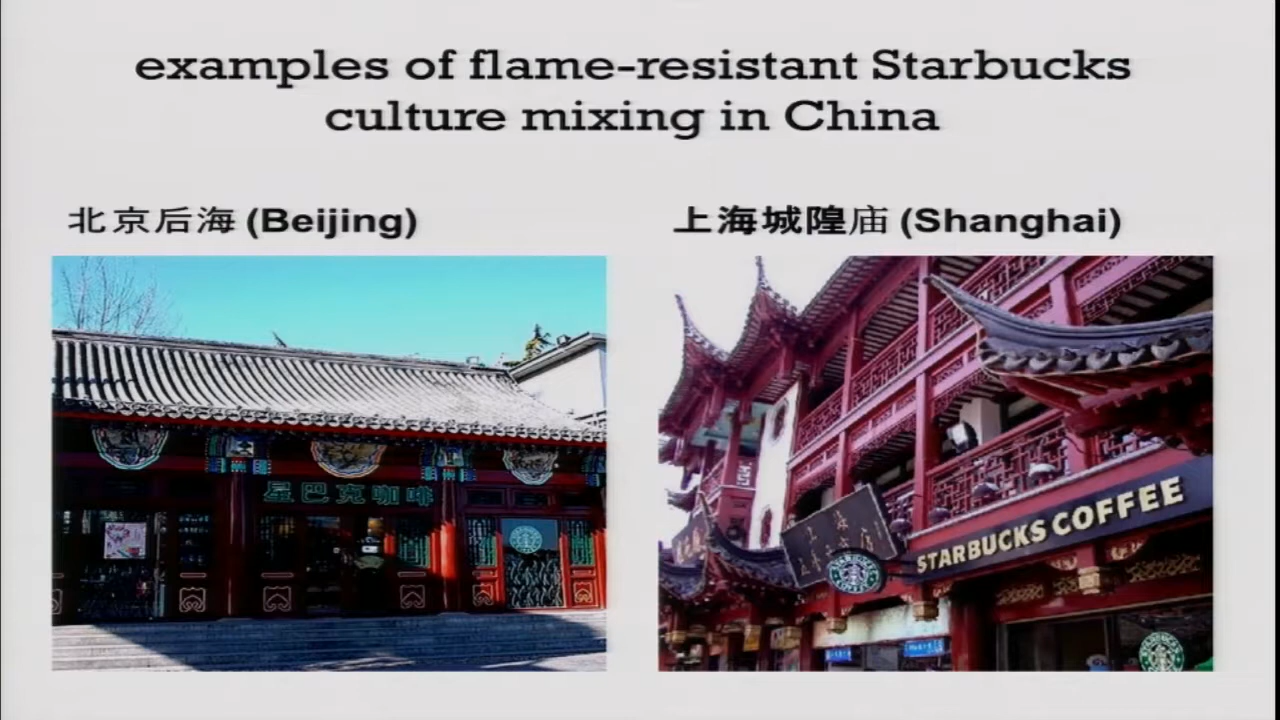 examples of flame-resistant Starbucks
culture mixing in China
北京后海 (Beijing)
上海城隍庙 (Shanghai)
星巴克咖啡
STARBUCKS COFFEE